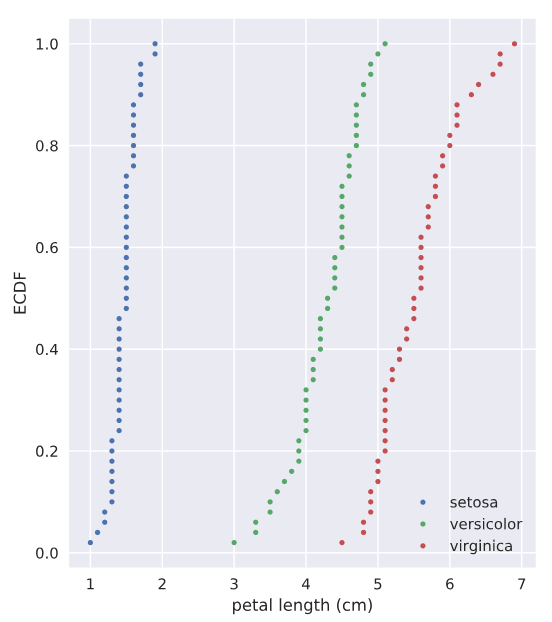 1.0
0.8
0.6
0.4
0.2
0.0
ECDF
1 2 3 4 5 6 7
petal length (cm)
setosa
versicolor
virginica